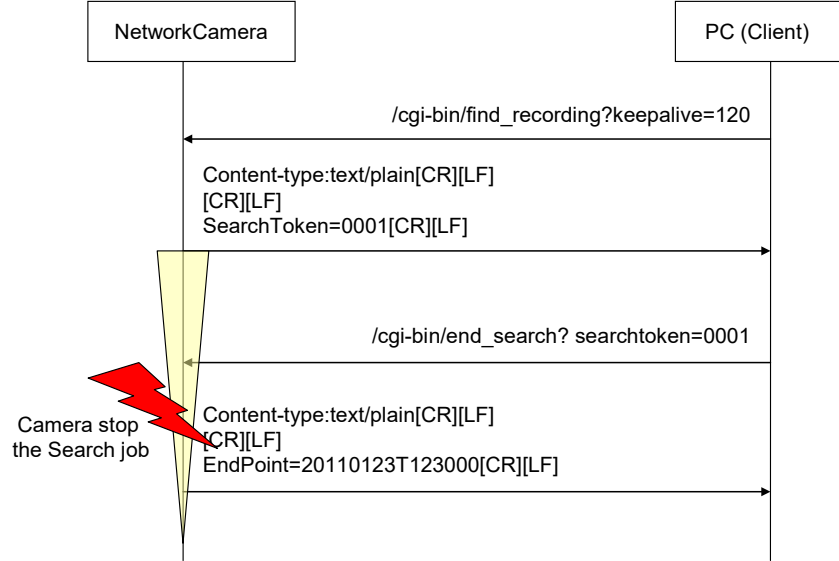 NetworkCamera
PC (Client)
/cgi-bin/find_recording?keepalive=120
Content-type:text/plain[CR][LF]
[CR][LF]
SearchToken=0001[CR][LF]
/cgi-bin/end_search? searchtoken=0001
Camera stop
the Search job
Content-type:text/plain[CR][LF]
[CR][LF]
EndPoint=20110123T123000[CR][LF]